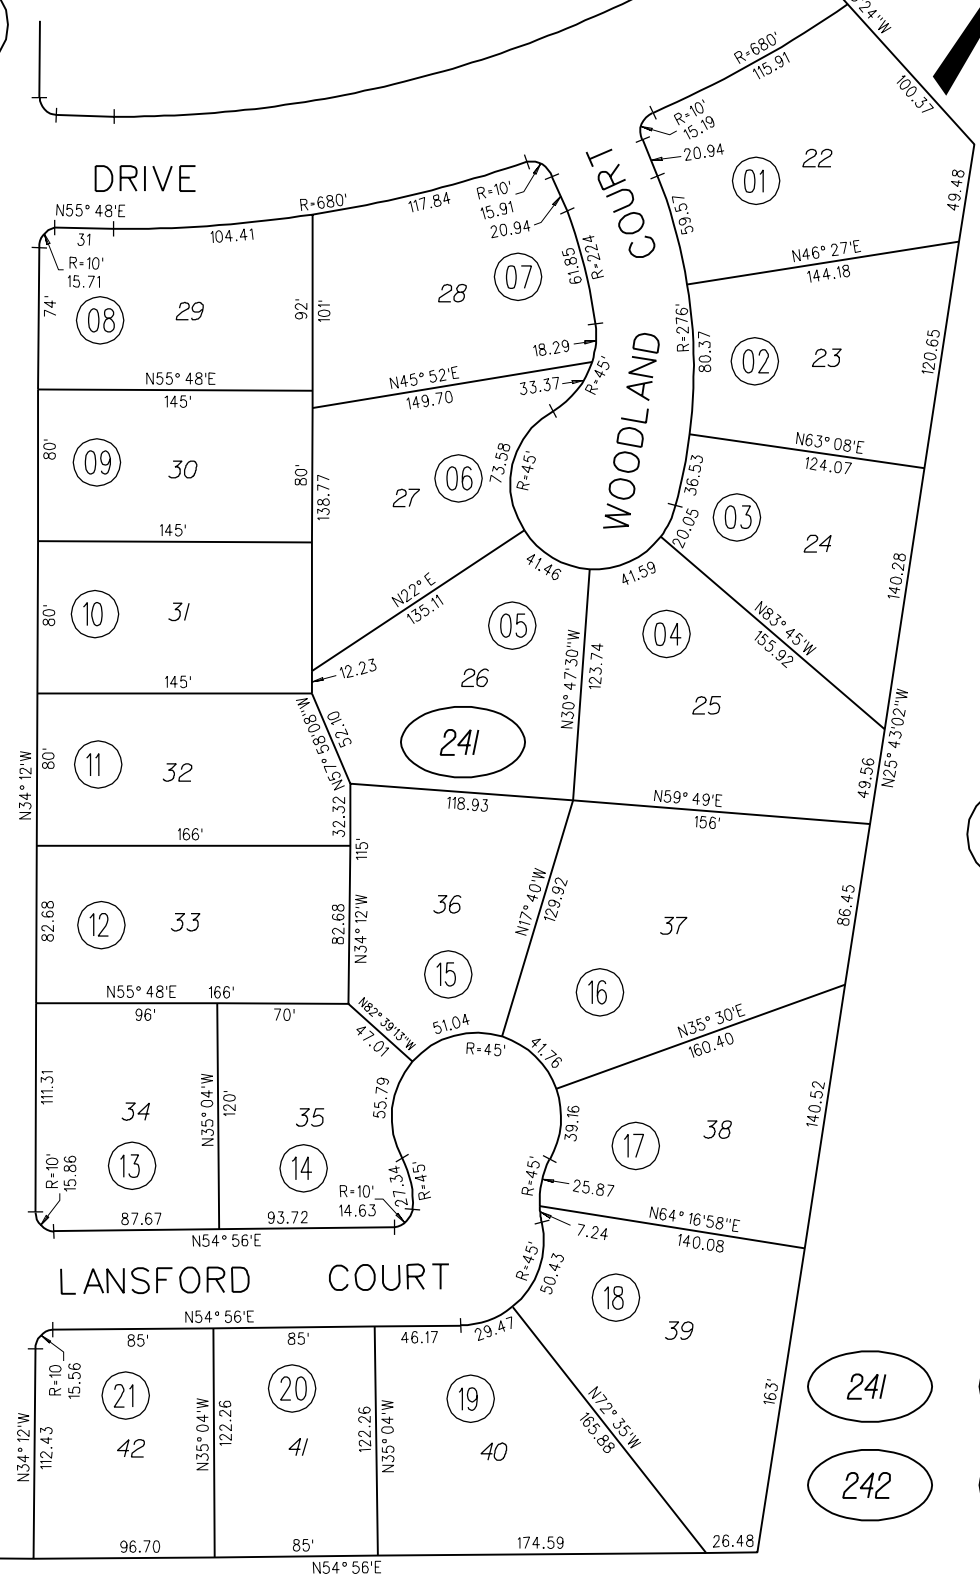 24"W
R=680'
115.91
100.37
R=10'
15.19
20.94
22
01
49.48
DRIVE
COURT
N55° 48'E
31
R=10'
15.71
104.41
R=680'
117.84
R=10'
15.91
20.94
59.57
N46° 27'E
144.18
74'
08
29
92'
101'
28
07
61.85
R=224
18.29
R=45'
33.37
R=276'
80.37
02
23
120.65
WOODLAND
N55° 48'E
145'
N45° 52'E
149.70
80'
09
30
80'
138.77
27
06
73.58
R=45'
N63° 08'E
124.07
36.53
20.05
03
24
140.28
145'
41.46
41.59
80'
10
31
N22° E
135.11
05
04
N83° 45'W
155.92
145'
12.23
26
N30° 47'30"W
123.74
25
N57° 58'08"W
52.10
241
N34° 12'W
80'
11
32
N25° 43'02"W
49.56
118.93
N59° 49'E
156'
32.32
166'
115'
82.68
12
33
82.68
N34° 12'W
36
N17° 40'W
129.92
37
86.45
15
16
N55° 48'E
166'
96'
70'
N82° 39'13"W
47.01
51.04
R=45'
41.76
N35° 30'E
160.40
111.31
34
N35° 04'W
120'
35
55.79
39.16
38
140.52
13
14
17
R=10'
15.86
R=10'
14.63
27.34
R=45'
R=45'
25.87
87.67
93.72
N54° 56'E
7.24
N64° 16'58"E
140.08
LANSFORD COURT
R=45'
50.43
18
39
N54° 56'E
85'
85'
46.17
29.47
R=10
15.56
21
20
19
241
163'
N34° 12'W
112.43
42
N35° 04'W
122.26
41
122.26
N35° 04'W
40
N72° 35'W
165.88
242
96.70
85'
174.59
26.48
N54° 56'E